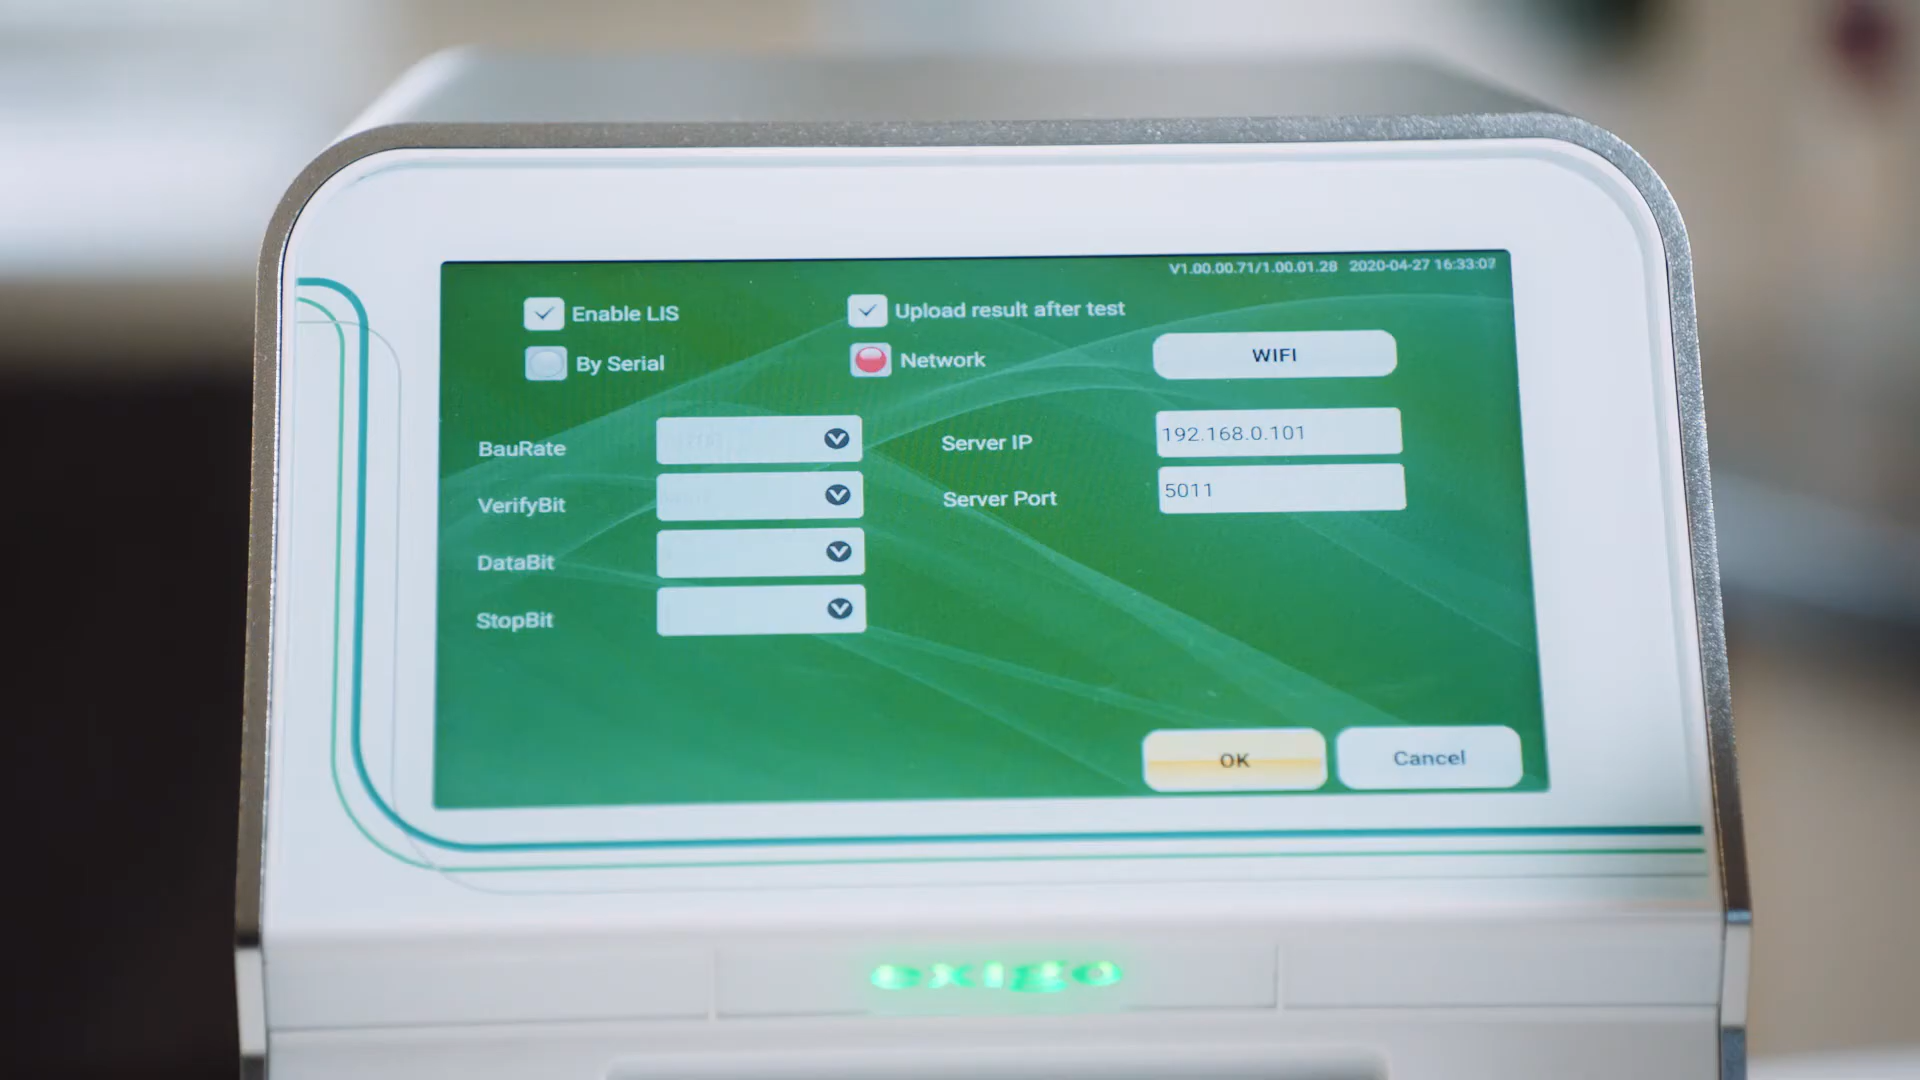 V1.00.00.71/1.00.01.28 2020-04-27 16:33:07
Enable LIS Upload result after test
By Serial Network WIFI
BauRate Server IP 192.168.0.101
VerifyBit Server Port 5011
DataBit
StopBit
OK Cancel
exigo